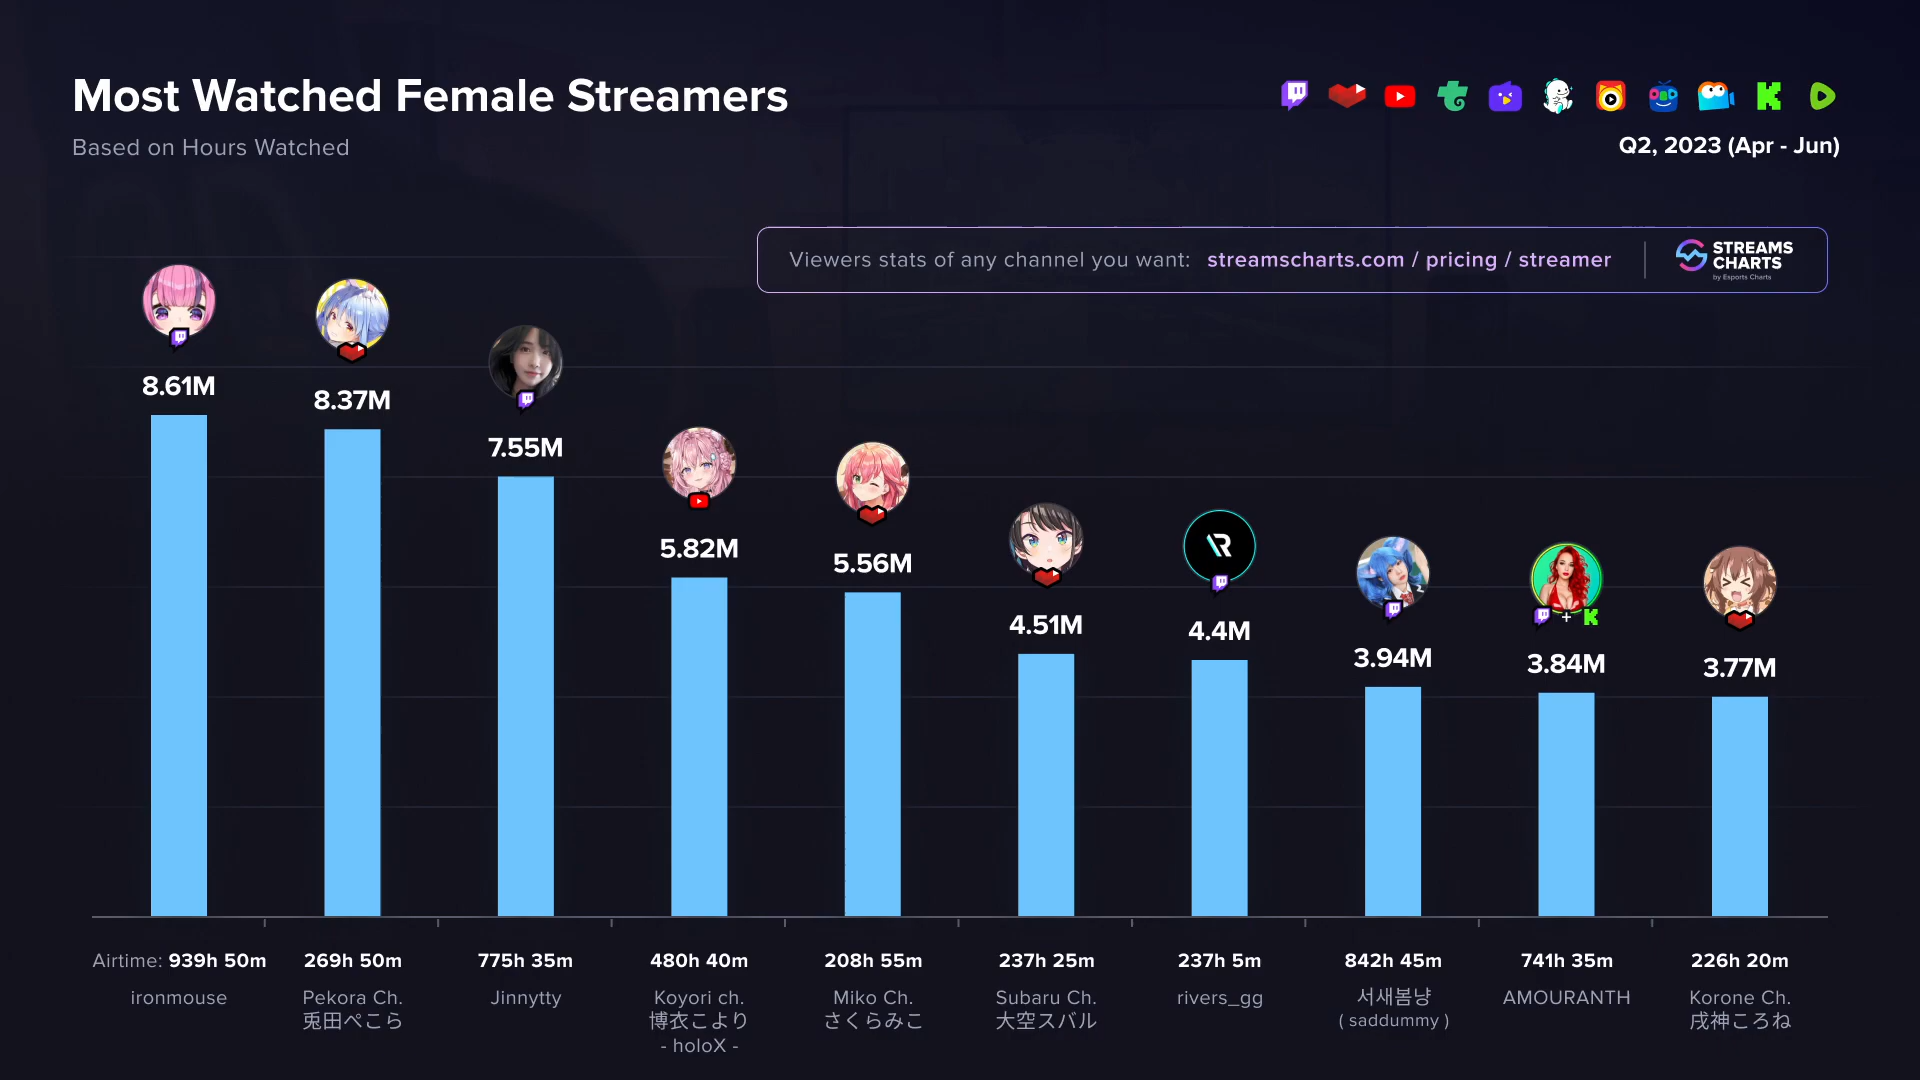 Most Watched Female Streamers
Based on Hours Watched
Q2, 2023 (Apr - Jun)
Viewers stats of any channel you want: streamscharts.com / pricing / streamer
STREAMS
CHARTS
by Esports Charts
8.61M
8.37M
7.55M
5.82M
5.56M
4.51M
4.4M
3.94M
3.84M
3.77M
+
Airtime: 939h 50m
ironmouse
269h 50m
Pekora Ch.
兎田ぺこら
775h 35m
Jinnytty
480h 40m
Koyori ch.
博衣こより
- holoX -
208h 55m
Miko Ch.
さくらみこ
237h 25m
Subaru Ch.
大空スバル
237h 5m
rivers_gg
842h 45m
서새봄냥
( saddummy )
741h 35m
AMOURANTH
226h 20m
Korone Ch.
戌神ころね